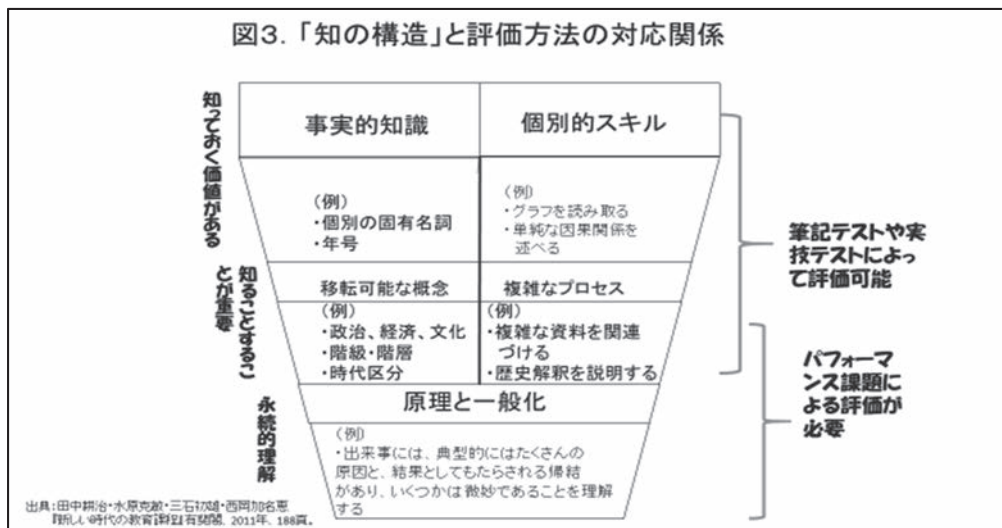 図３．「知の構造」と評価方法の対応関係
知っておく価値がある
事実的知識
個別的スキル
（例）
・個別の固有名詞
・年号
（例）
・グラフを読み取る
・単純な因果関係を
述べる
知ることとするこ
とが重要
移転可能な概念
複雑なプロセス
（例）
・政治、経済、文化
・階級・階層
・時代区分
（例）
・複雑な資料を関連
づける
・歴史解釈を説明する
永続的理解
原理と一般化
（例）
・出来事には、典型的にはたくさんの
原因と、結果としてもたらされる帰結
があり、いくつかは微妙であることを理解
する
筆記テストや実
技テストによっ
て評価可能
パフォーマ
ンス課題に
よる評価が
必要
出典：田中耕治・水原克敏・三石初雄・西岡加名恵
『新しい時代の教育課程』有斐閣、2011年、188頁。